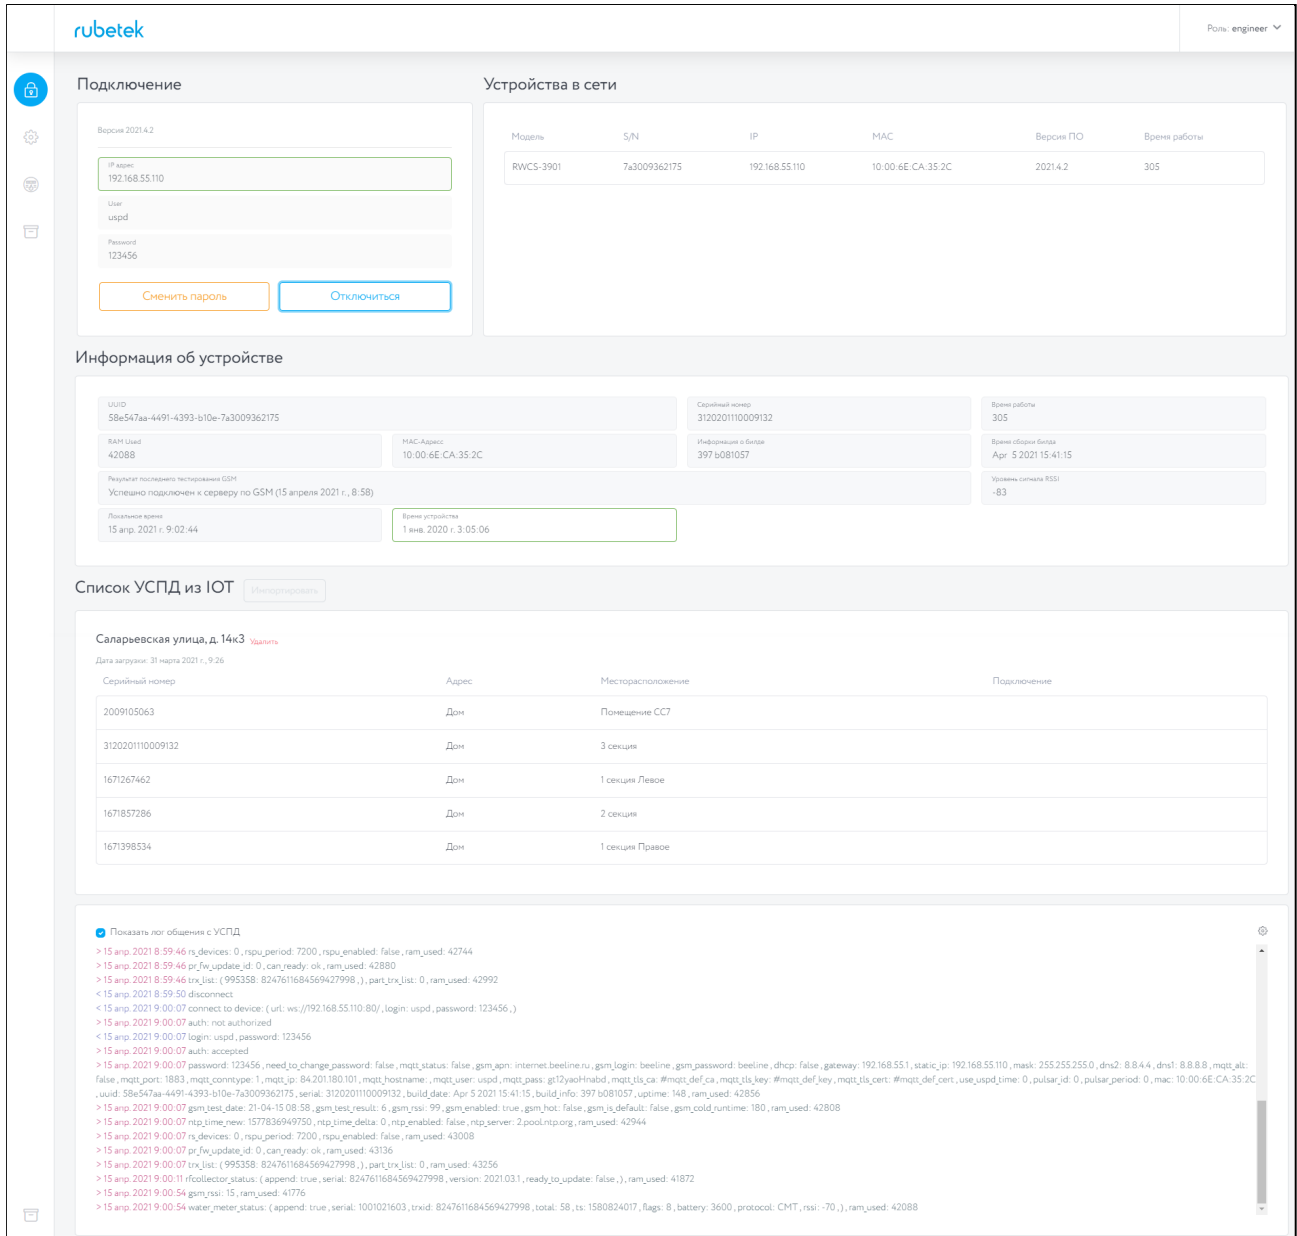 rubetek
Роль: engineer
Подключение
Устройства в сети
Версия 2021.4.2
IP адрес
192.168.55.110
User
uspd
Password
123456
Сменить пароль Отключиться
Модель S/N IP MAC Версия ПО Время работы
RWCS-3901 7a3009362175 192.168.55.110 10:00:6E:CA:35:2C 2021.4.2 305
Информация об устройстве
UUID Серийный номер Время работы
58e547aa-4491-4393-b10e-7a3009362175 3120201110009132 305
RAM Used MAC-Адресс Информация о билде Время сборки билда
42088 10:00:6E:CA:35:2C 397 b081057 Apr 5 2021 15:41:15
Результат последнего тестирования GSM Уровень сигнала RSSI
Успешно подключен к серверу по GSM (15 апреля 2021 г., 8:58) -83
Локальное время Время устройства
15 апр. 2021 г. 9:02:44 1 янв. 2020 г. 3:05:06
Список УСПД из IOT Импортировать
Саларьевская улица, д. 14к3 Удалить
Дата загрузки: 31 марта 2021 г., 9:26
Серийный номер Адрес Месторасположение Подключение
2009105063 Дом Помещение СС7
3120201110009132 Дом 3 секция
1671267462 Дом 1 секция Левое
1671857286 Дом 2 секция
1671398534 Дом 1 секция Правое
Показать лог общения с УСПД
> 15 апр. 2021 8:59:46 rs_devices: 0 , rspu_period: 7200 , rspu_enabled: false , ram_used: 42744
> 15 апр. 2021 8:59:46 pr_fw_update_id: 0 , can_ready: ok , ram_used: 42880
> 15 апр. 2021 8:59:46 trx_list: ( 995358: 8247611684569427998 , ) , part_trx_list: 0 , ram_used: 42992
< 15 апр. 2021 8:59:50 disconnect
< 15 апр. 2021 9:00:07 connect to device: ( url: ws://192.168.55.110:80/ , login: uspd , password: 123456 , )
> 15 апр. 2021 9:00:07 auth: not authorized
< 15 апр. 2021 9:00:07 login: uspd , password: 123456
> 15 апр. 2021 9:00:07 auth: accepted
> 15 апр. 2021 9:00:07 password: 123456 , need_to_change_password: false , mqtt_status: false , gsm_apn: internet.beeline.ru , gsm_login: beeline , gsm_password: beeline , dhcp: false , gateway: 192.168.55.1 , static_ip: 192.168.55.110 , mask: 255.255.255.0 , dns2: 8.8.4.4 , dns1: 8.8.8.8 , mqtt_alt:
false , mqtt_port: 1883 , mqtt_conntype: 1 , mqtt_ip: 84.201.180.101 , mqtt_hostname: , mqtt_user: uspd , mqtt_pass: gt12yaoHnabd , mqtt_tls_ca: #mqtt_def_ca , mqtt_tls_key: #mqtt_def_key , mqtt_tls_cert: #mqtt_def_cert , use_uspd_time: 0 , pulsar_id: 0 , pulsar_period: 0 , mac: 10:00:6E:CA:35:2C
, uuid: 58e547aa-4491-4393-b10e-7a3009362175 , serial: 3120201110009132 , build_date: Apr 5 2021 15:41:15 , build_info: 397 b081057 , uptime: 148 , ram_used: 42856
> 15 апр. 2021 9:00:07 gsm_test_date: 21-04-15 08:58 , gsm_test_result: 6 , gsm_rssi: 99 , gsm_enabled: true , gsm_hot: false , gsm_is_default: false , gsm_cold_runtime: 180 , ram_used: 42808
> 15 апр. 2021 9:00:07 ntp_time_new: 1577836949750 , ntp_time_delta: 0 , ntp_enabled: false , ntp_server: 2.pool.ntp.org , ram_used: 42944
> 15 апр. 2021 9:00:07 rs_devices: 0 , rspu_period: 7200 , rspu_enabled: false , ram_used: 43008
> 15 апр. 2021 9:00:07 pr_fw_update_id: 0 , can_ready: ok , ram_used: 43136
> 15 апр. 2021 9:00:07 trx_list: ( 995358: 8247611684569427998 , ) , part_trx_list: 0 , ram_used: 43256
> 15 апр. 2021 9:00:11 rfcollector_status: ( append: true , serial: 8247611684569427998 , version: 2021.03.1 , ready_to_update: false , ) , ram_used: 41872
> 15 апр. 2021 9:00:54 gsm_rssi: 15 , ram_used: 41776
> 15 апр. 2021 9:00:54 water_meter_status: ( append: true , serial: 1001021603 , trxid: 8247611684569427998 , total: 58 , ts: 1580824017 , flags: 8 , battery: 3600 , protocol: CMT , rssi: -70 , ) , ram_used: 42088